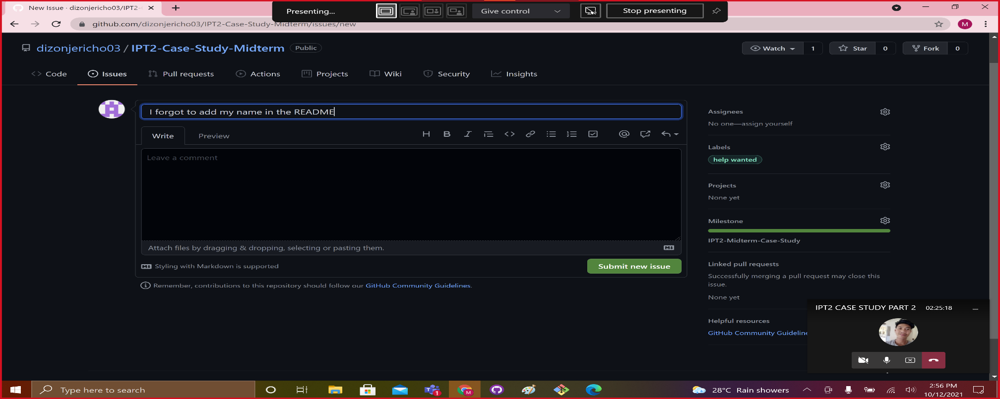 New Issue · dizonjericho03/IPT2-
Presenting...
Give control
Stop presenting
github.com/dizonjericho03/IPT2-Case-Study-Midterm/issues/new
M
dizonjericho03 / IPT2-Case-Study-Midterm
Public
Watch
1
Star
0
Fork
0
Code
Issues
Pull requests
Actions
Projects
Wiki
Security
Insights
I forgot to add my name in the README
Write
Preview
Leave a comment
Attach files by dragging & dropping, selecting or pasting them.
Styling with Markdown is supported
Submit new issue
Remember, contributions to this repository should follow our GitHub Community Guidelines.
Assignees
No one—assign yourself
Labels
help wanted
Projects
None yet
Milestone
IPT2-Midterm-Case-Study
Linked pull requests
Successfully merging a pull request may close this
issue.
None yet
Helpful resources
GitHub Community Guideline
IPT2 CASE STUDY PART 2
02:25:18
Type here to search
T
1
M
28°C Rain showers
2:56 PM
10/12/2021